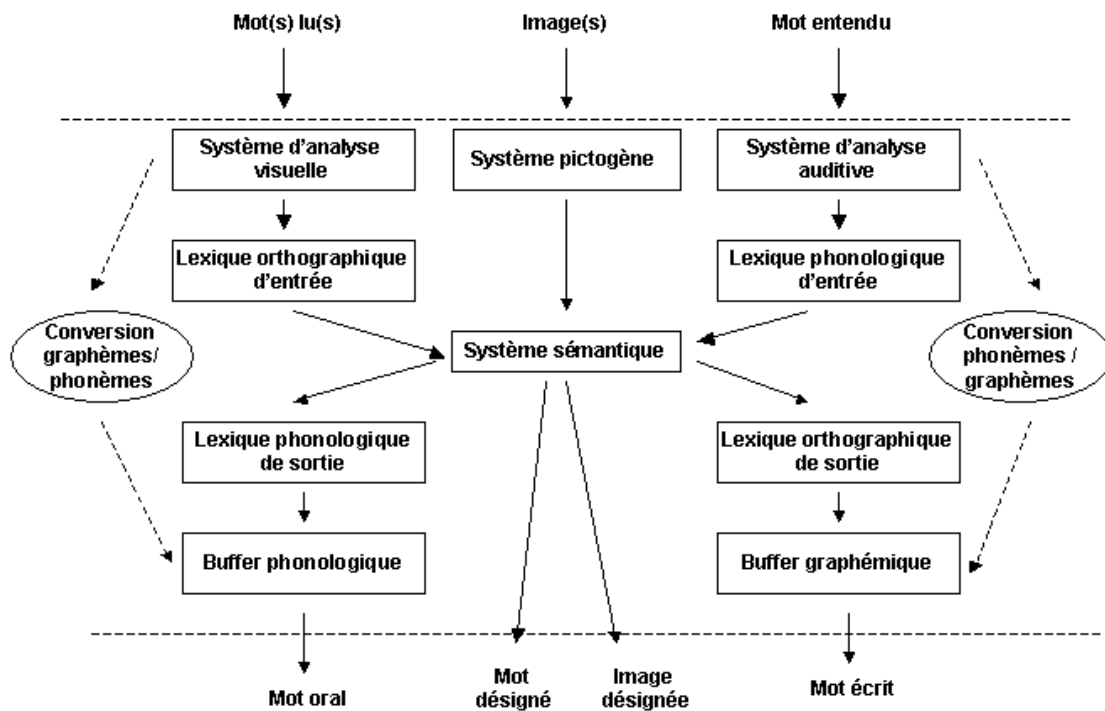 Mot(s) lu(s)
Image(s)
Mot entendu
Système d'analyse
visuelle
Système pictogène
Système d'analyse
auditive
Lexique orthographique
d'entrée
Lexique phonologique
d'entrée
Conversion
graphèmes/
phonèmes
Système sémantique
Conversion
phonèmes /
graphèmes
Lexique phonologique
de sortie
Lexique orthographique
de sortie
Buffer phonologique
Buffer graphémique
Mot oral
Mot
désigné
Image
désignée
Mot écrit